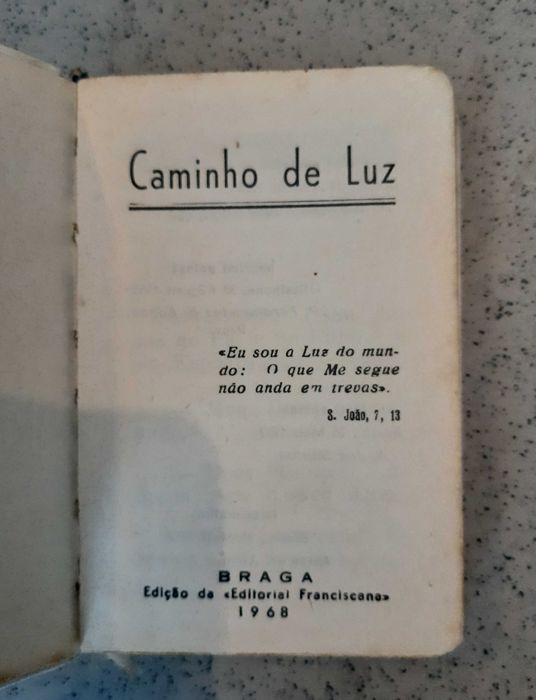 Caminho de Luz
«Eu sou a Luz do mun-
do: O que Me segue
não anda em trevas».
S. João, 7, 13
BRAGA
Edição da «Editorial Franciscana»
1968